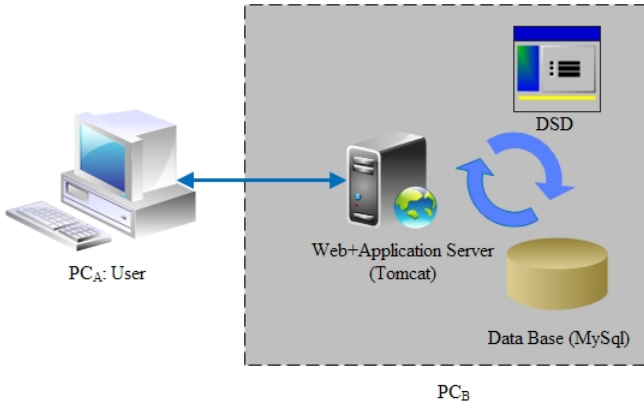 DSD
Web+Application Server
(Tomcat)
PCA: User
Data Base (MySql)
PCB